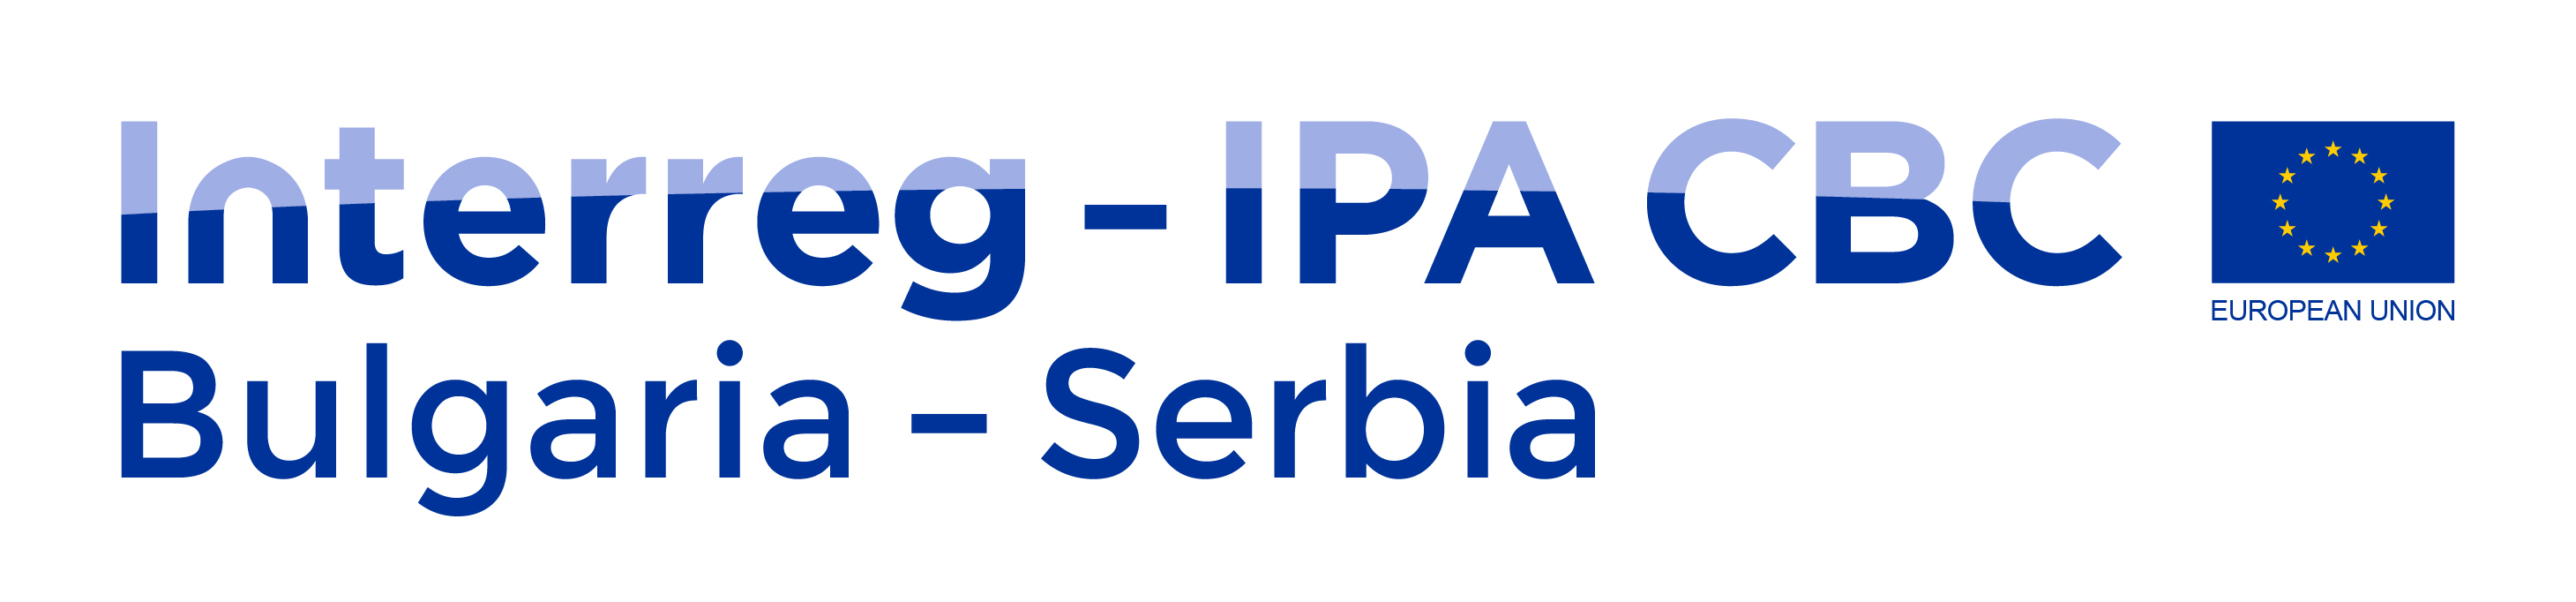 Interreg – IPA CBC
EUROPEAN UNION
Bulgaria – Serbia